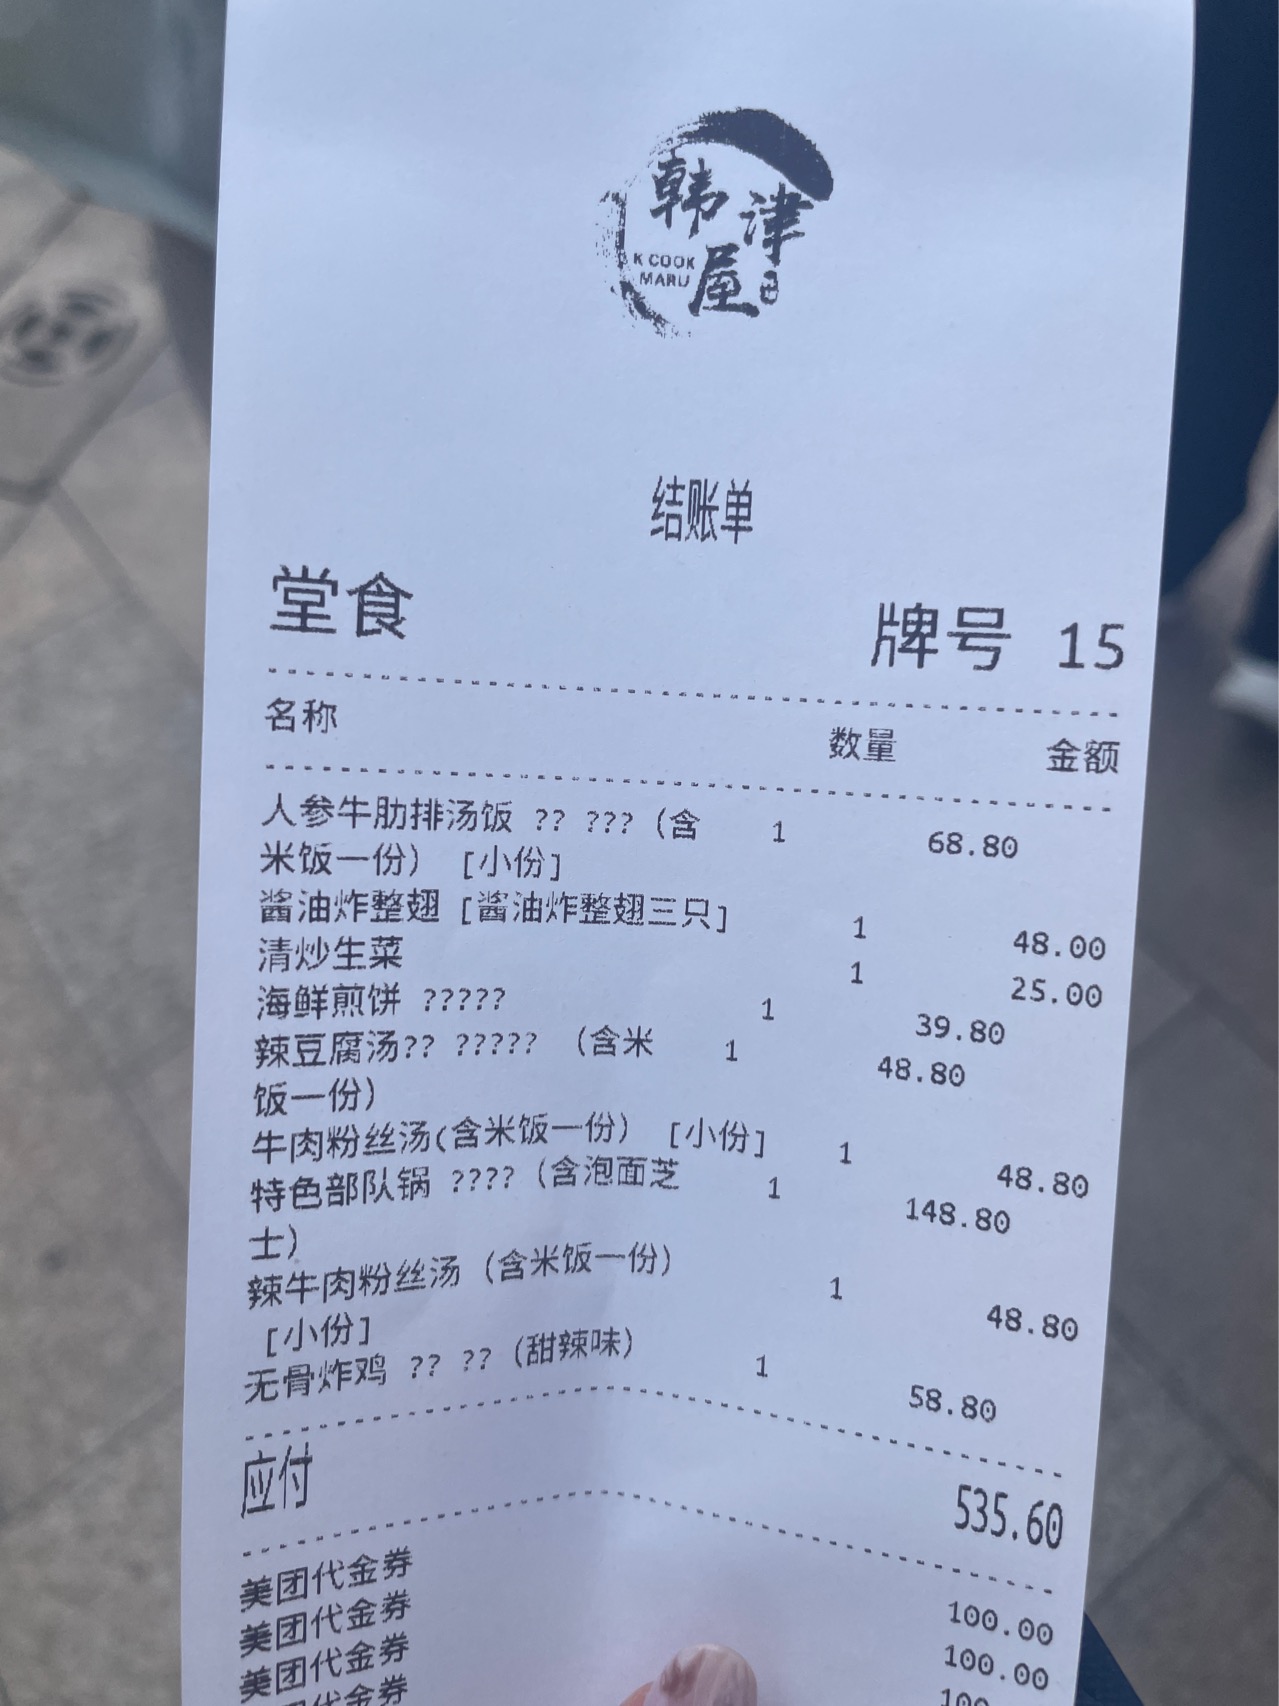 韩津屋
K COOK
MARU
结账单
堂食 牌号 15
名称 数量 金额
人参牛肋排汤饭 ?? ???（含 1 68.80
米饭一份） [小份]
酱油炸整翅 [酱油炸整翅三只] 1 48.00
清炒生菜 1 25.00
海鲜煎饼 ????? 1 39.80
辣豆腐汤?? ????? （含米 1 48.80
饭一份）
牛肉粉丝汤(含米饭一份） [小份] 1 48.80
特色部队锅 ????（含泡面芝 1 148.80
士）
辣牛肉粉丝汤（含米饭一份） 1 48.80
[小份]
无骨炸鸡 ?? ??（甜辣味） 1 58.80
应付 535.60
美团代金券 100.00
美团代金券 100.00
美团代金券 100
代金券